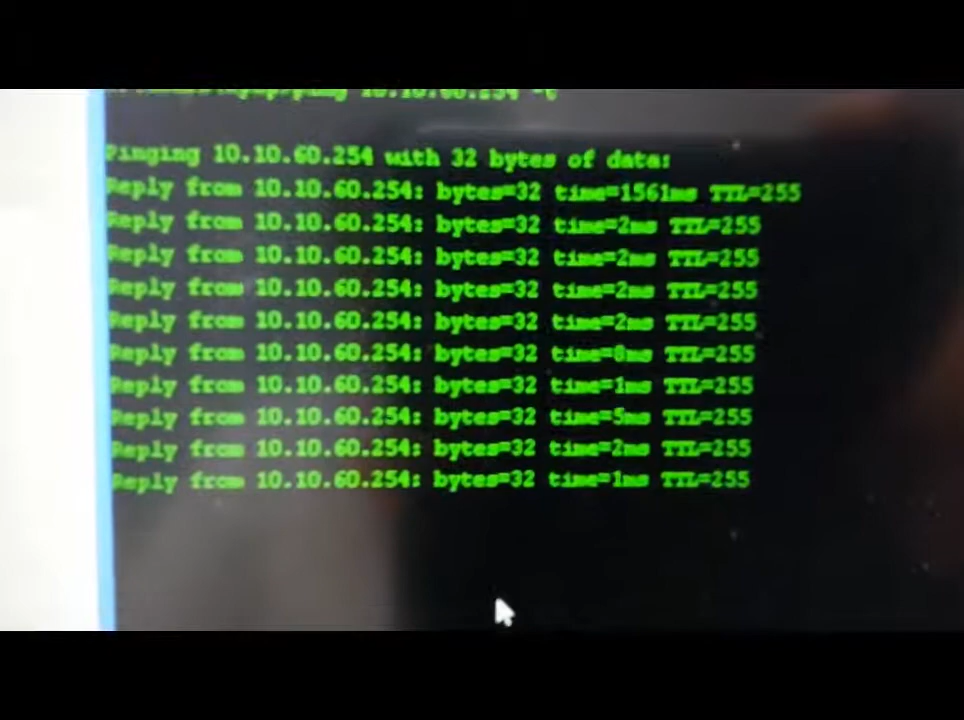 ping 10.10.60.254 -t
Pinging 10.10.60.254 with 32 bytes of data:
Reply from 10.10.60.254: bytes=32 time=1561ms TTL=255
Reply from 10.10.60.254: bytes=32 time=2ms TTL=255
Reply from 10.10.60.254: bytes=32 time=2ms TTL=255
Reply from 10.10.60.254: bytes=32 time=2ms TTL=255
Reply from 10.10.60.254: bytes=32 time=2ms TTL=255
Reply from 10.10.60.254: bytes=32 TTL=255
Reply from 10.10.60.254: bytes=32 time=1ms TTL=255
Reply from 10.10.60.254: bytes=32 time=5ms TTL=255
Reply from 10.10.60.254: bytes=32 time=2ms TTL=255
Reply from 10.10.60.254: bytes=32 time=1ms TTL=255